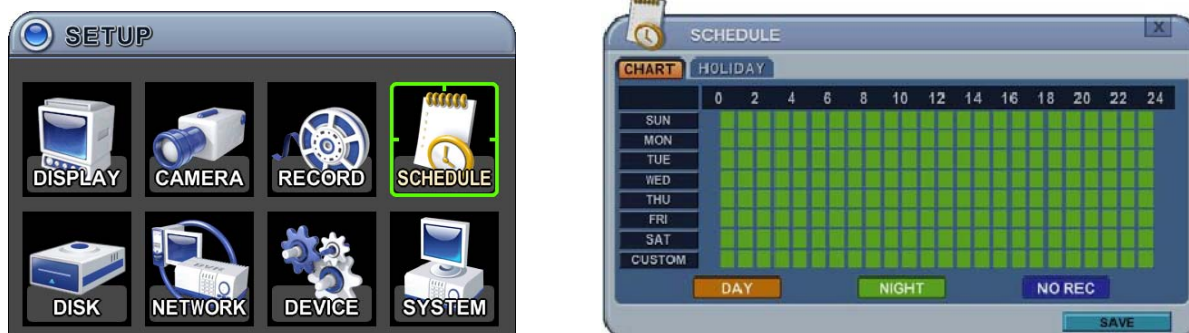 SETUP
DISPLAY CAMERA RECORD SCHEDULE
DISK NETWORK DEVICE SYSTEM
SCHEDULE X
CHART HOLIDAY
0 2 4 6 8 10 12 14 16 18 20 22 24
SUN
MON
TUE
WED
THU
FRI
SAT
CUSTOM
DAY NIGHT NO REC
SAVE